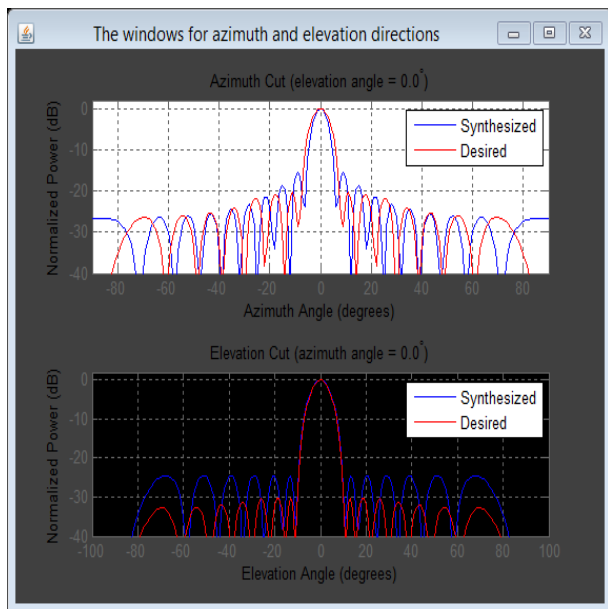 The windows for azimuth and elevation directions
Azimuth Cut (elevation angle = 0.0°)
Normalized Power (dB)
0
-10
-20
-30
-40
Synthesized
Desired
-80 -60 -40 -20 0 20 40 60 80
Azimuth Angle (degrees)
Elevation Cut (azimuth angle = 0.0°)
Normalized Power (dB)
0
-10
-20
-30
-40
Synthesized
Desired
-100 -80 -60 -40 -20 0 20 40 60 80 100
Elevation Angle (degrees)